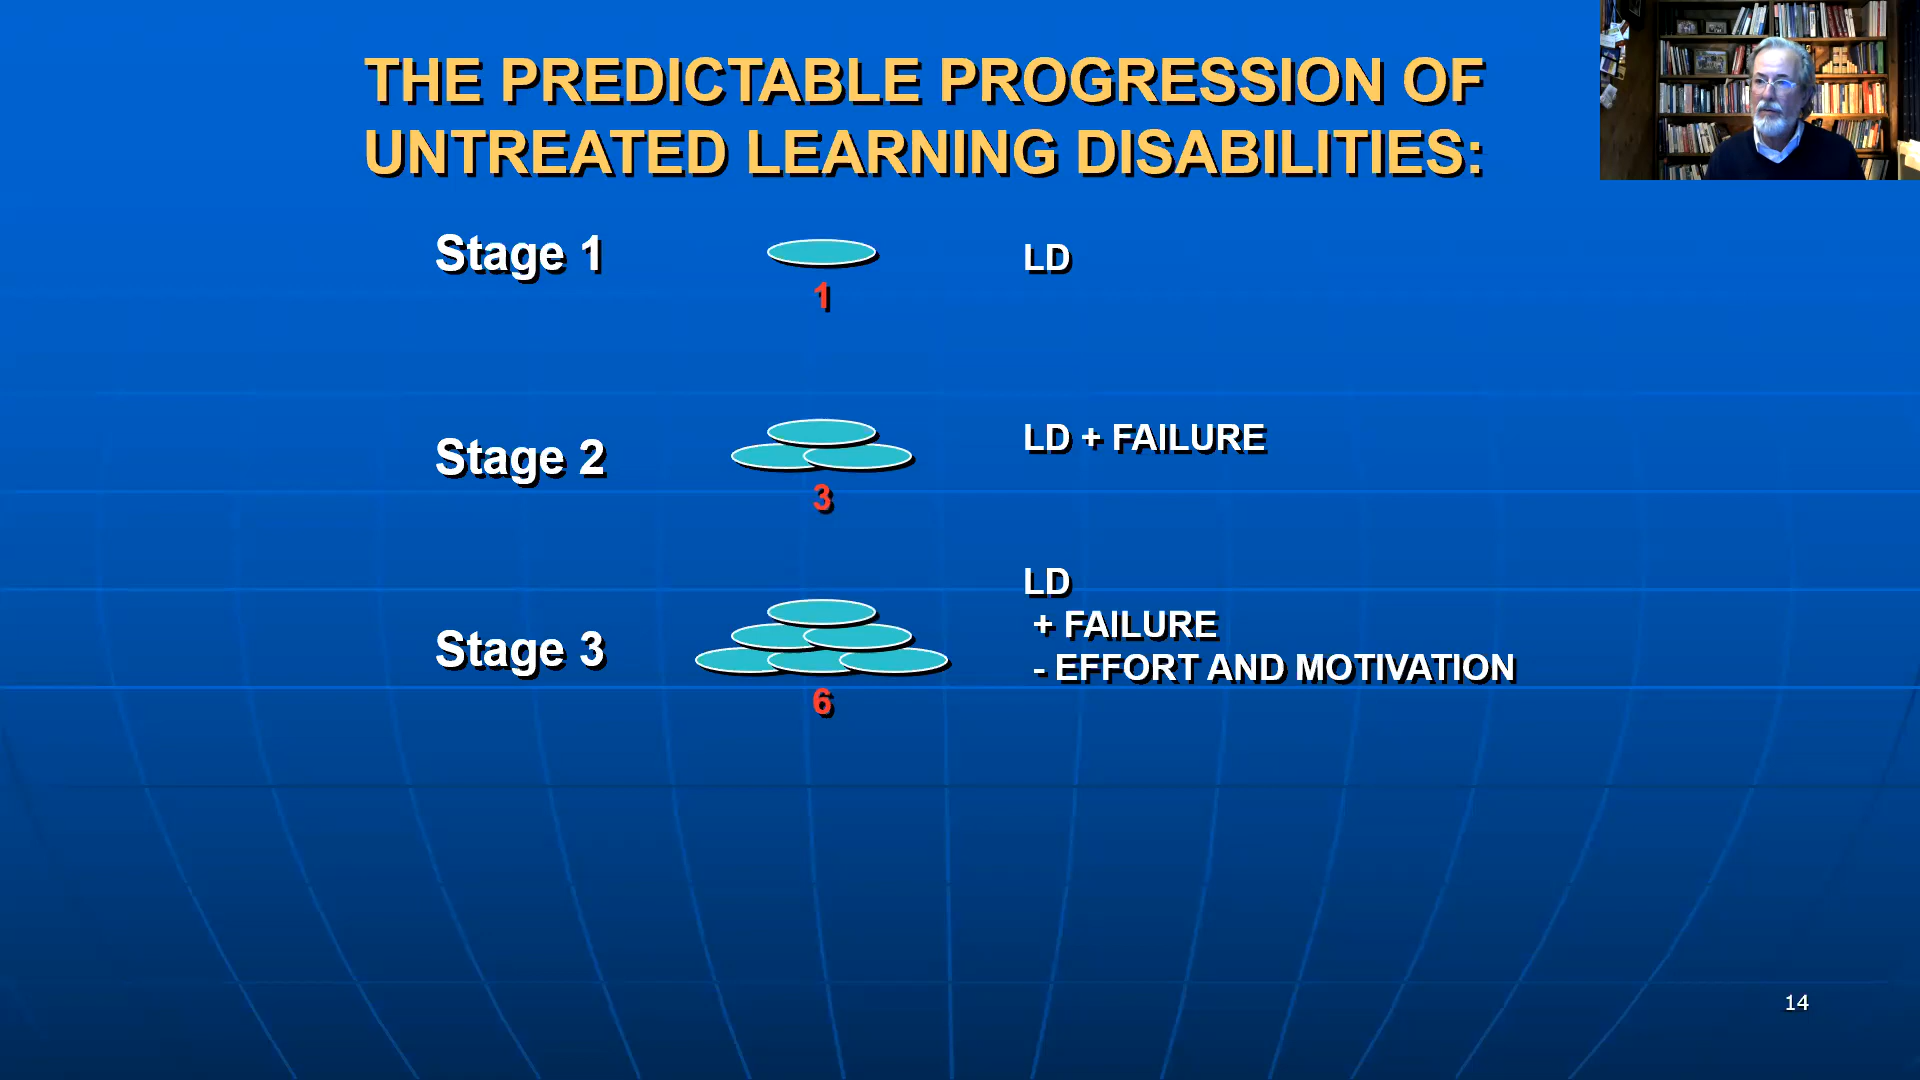 THE PREDICTABLE PROGRESSION OF
UNTREATED LEARNING DISABILITIES:
Stage 1
1
LD
Stage 2
3
LD + FAILURE
Stage 3
6
LD
+ FAILURE
- EFFORT AND MOTIVATION
14